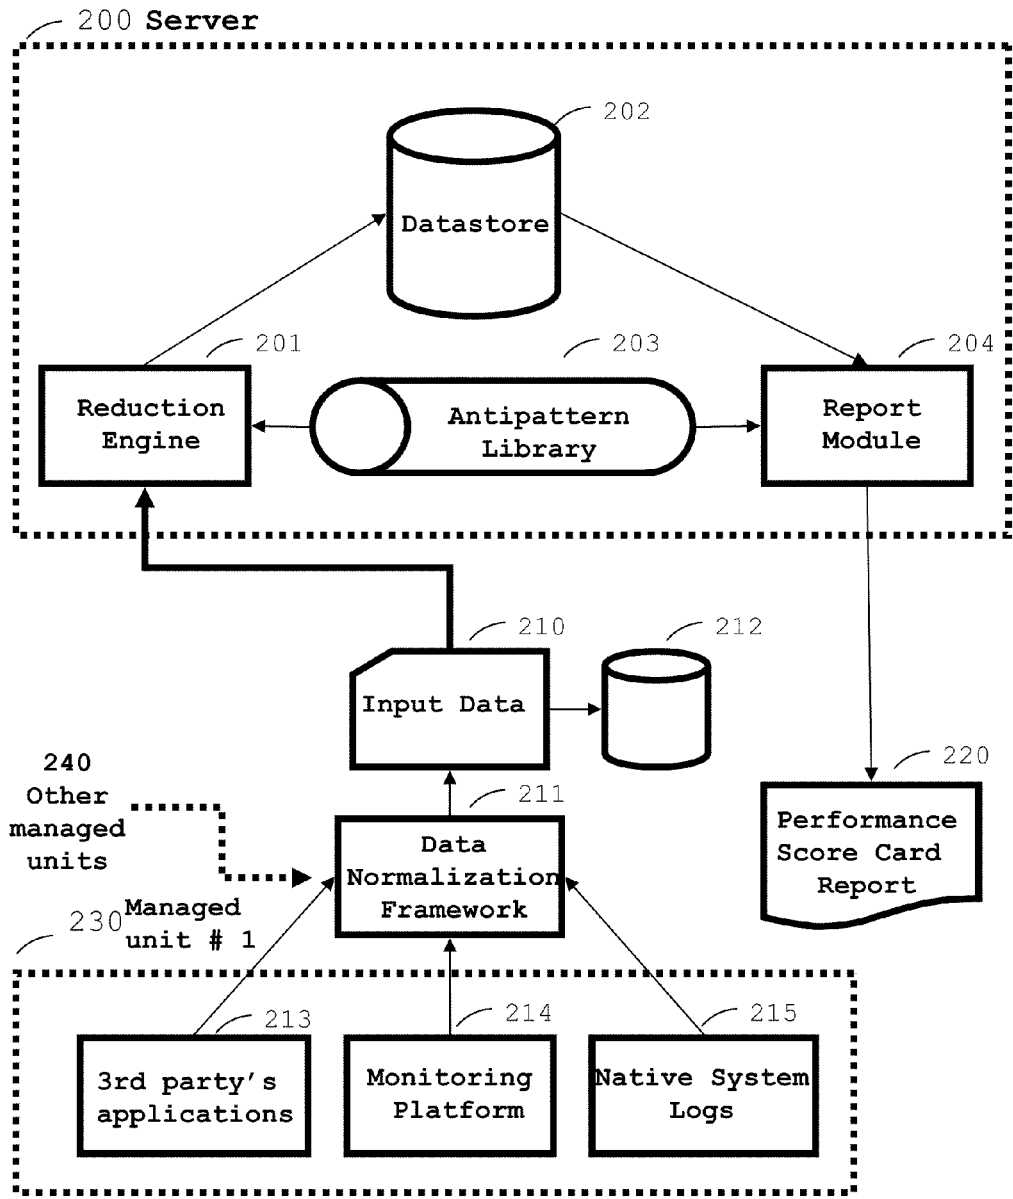 200 Server
202
Datastore
201
203
204
Reduction
Engine
Antipattern
Library
Report
Module
210
212
Input Data
240
Other
managed
units
211
220
Data
Normalization
Framework
Performance
Score Card
Report
230 Managed
unit # 1
213
214
215
3rd party's
applications
Monitoring
Platform
Native System
Logs